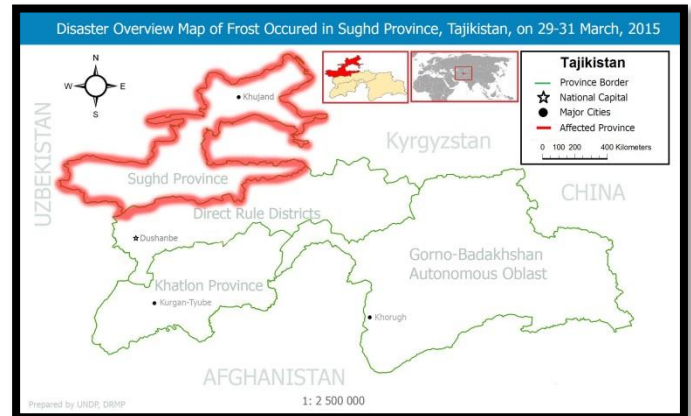 Disaster Overview Map of Frost Occured in Sughd Province, Tajikistan, on 29-31 March, 2015
N
W E
S
Tajikistan
Province Border
National Capital
Major Cities
Affected Province
0 100 200 400 Kilometers
UZBEKISTAN
Khujand
Kyrgyzstan
Sughd Province
CHINA
Direct Rule Districts
Dushanbe
Gorno-Badakhshan
Autonomous Oblast
Khatlon Province
Kurgan-Tyube
Khorugh
AFGHANISTAN
Prepared by UNDP, DRMP
1: 2 500 000